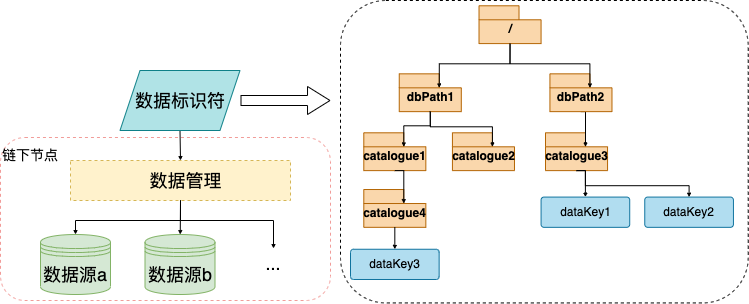 /
数据标识符
dbPath1
dbPath2
链下节点
catalogue1
catalogue2
catalogue3
数据管理
catalogue4
dataKey1
dataKey2
数据源a
数据源b
...
dataKey3